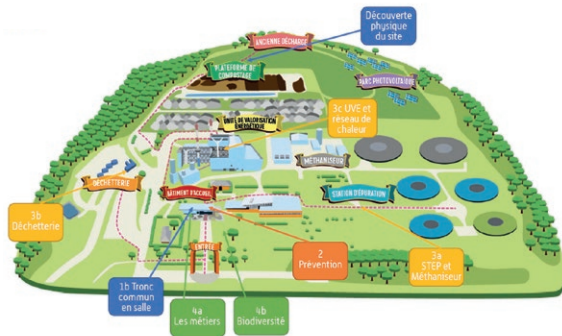 Découverte
physique
du site
ANCIENNE DÉCHARGE
PLATEFORME DE
COMPOSTAGE
PARC PHOTOVOLTAIQUE
3c UVE et
réseau de
chaleur
UNITÉ DE VALORISATION
ÉNERGÉTIQUE
MÉTHANISEUR
DÉCHETTERIE
BÂTIMENT D'ACCUEIL
STATION D'ÉPURATION
3b
Déchetterie
ENTRÉE
2
Prévention
3a
STEP et
Méthaniseur
1b Tronc
commun
en salle
4a
Les métiers
4b
Biodiversité